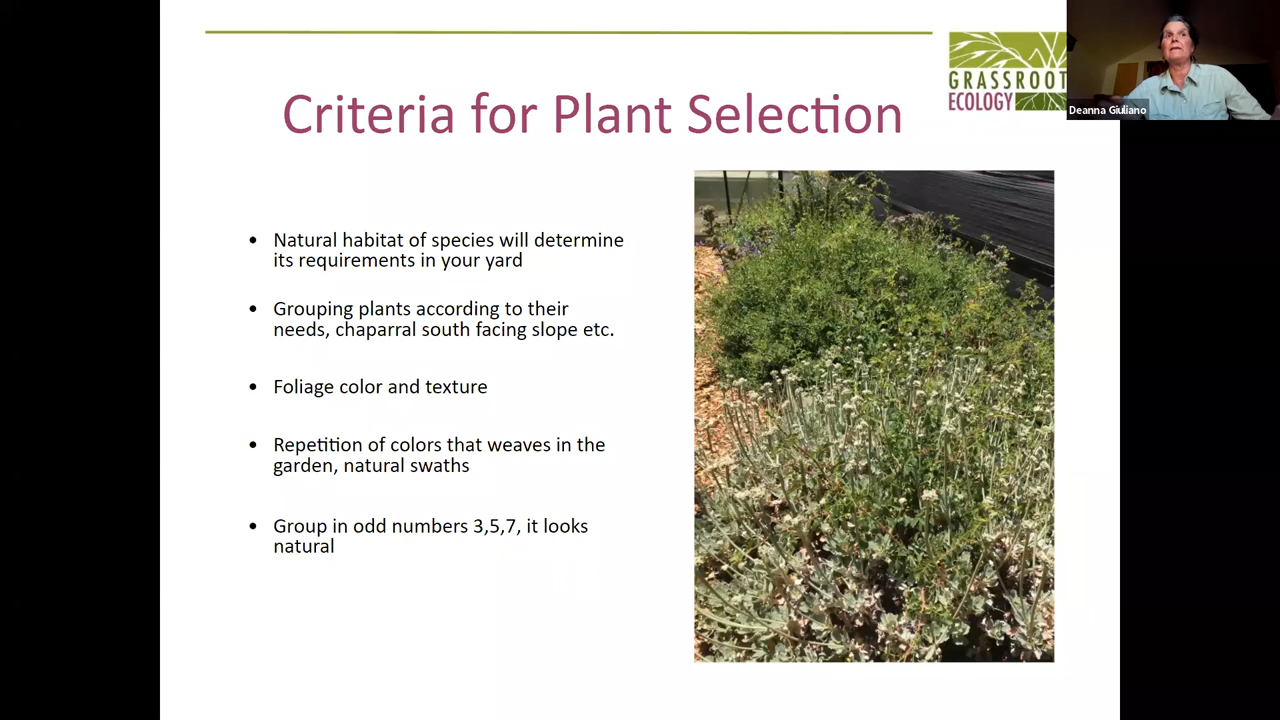 GRASSROOT
ECOLOGY
Deanna Giuliano
Criteria for Plant Selection
• Natural habitat of species will determine
its requirements in your yard
• Grouping plants according to their
needs, chaparral south facing slope etc.
• Foliage color and texture
• Repetition of colors that weaves in the
garden, natural swaths
• Group in odd numbers 3,5,7, it looks
natural